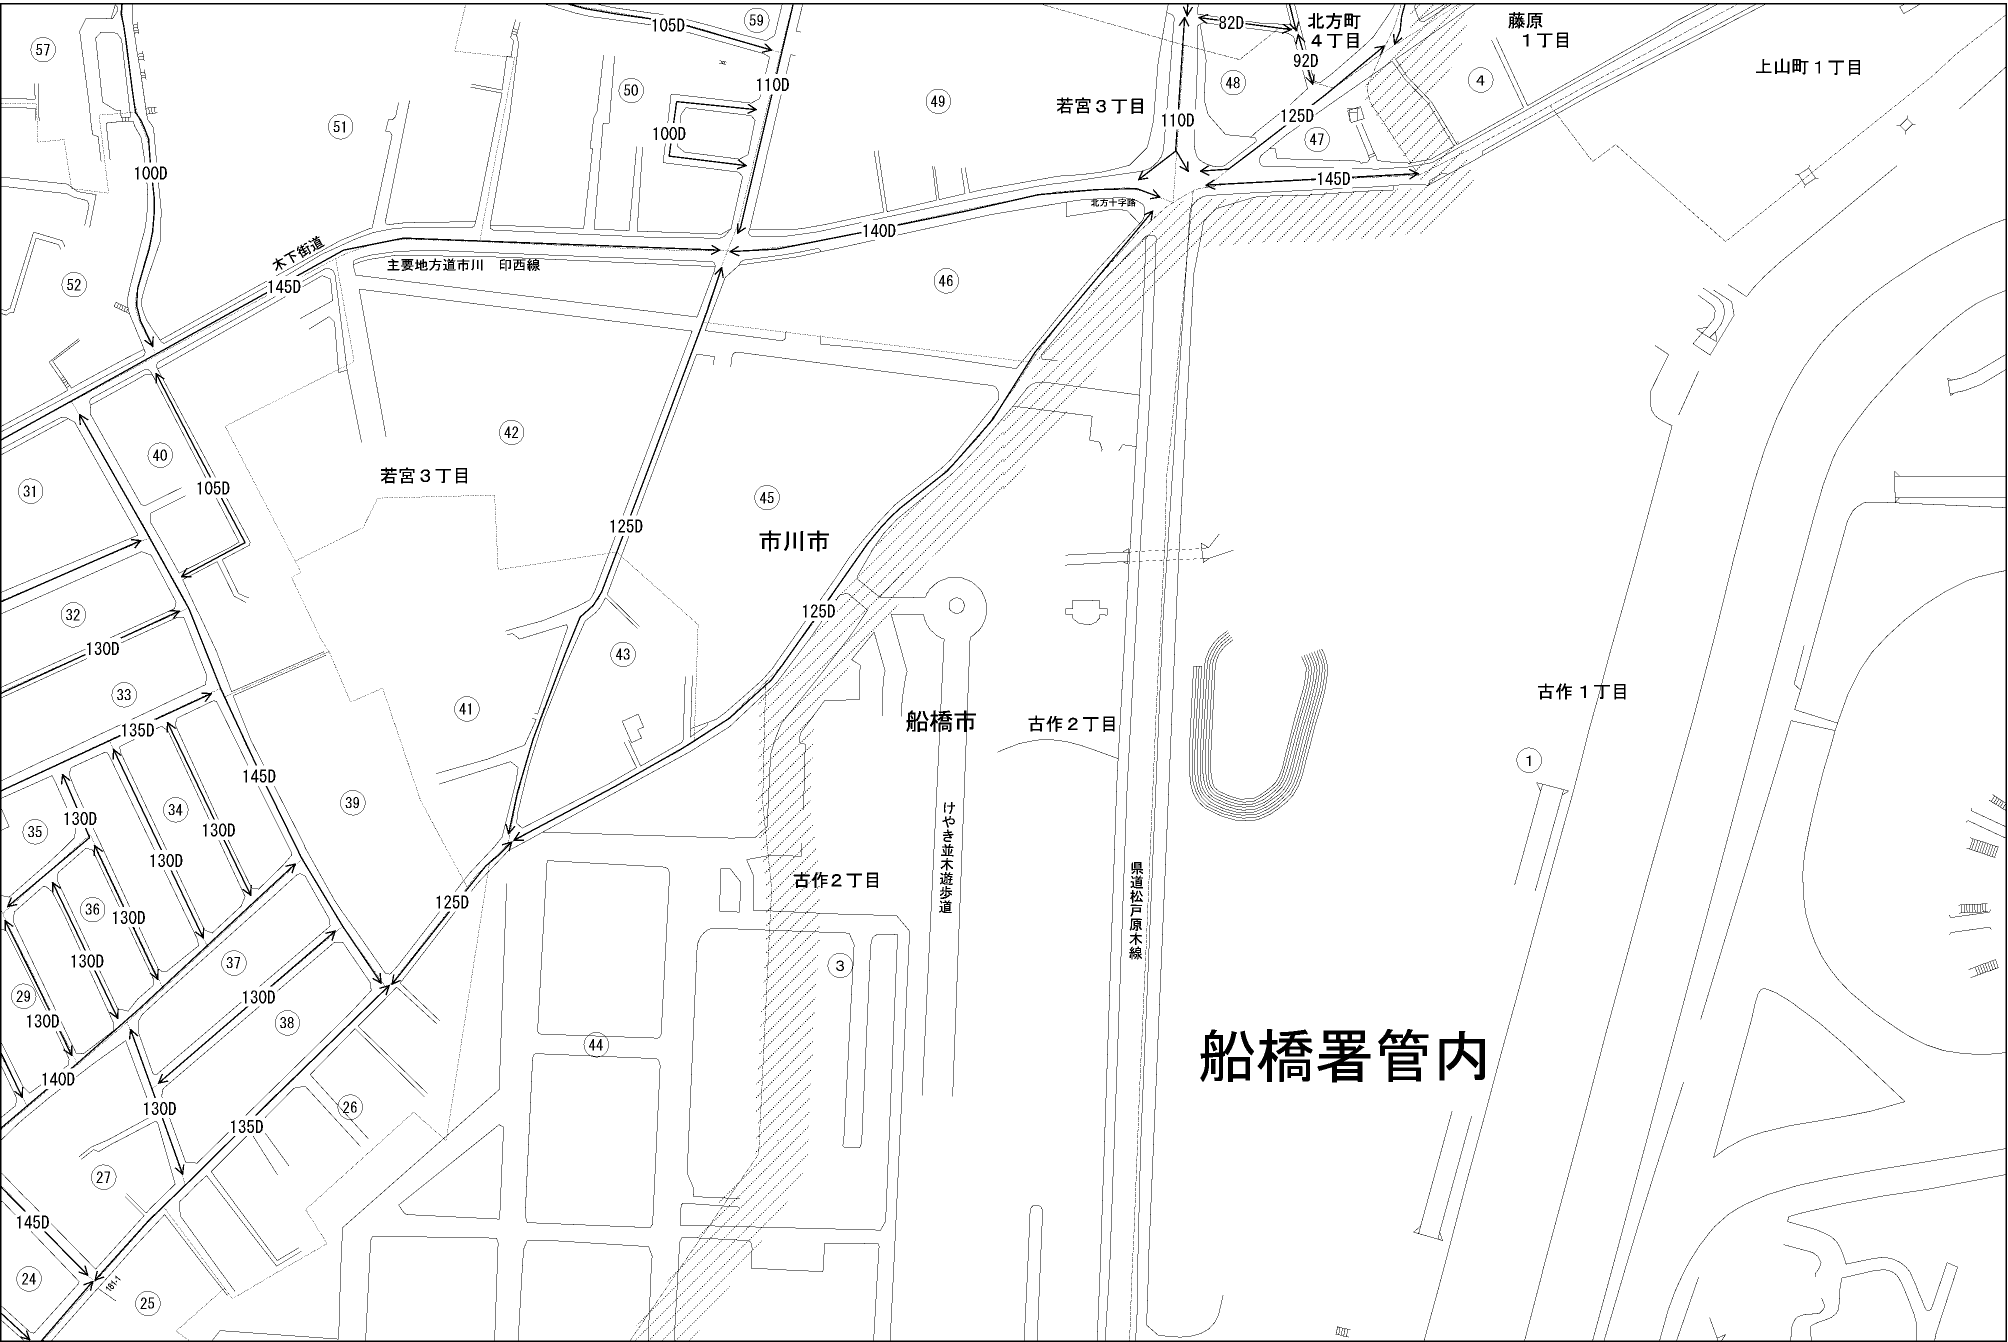 105D
59
82D
北方町
4丁目
藤原
1丁目
57
92D
上山町1丁目
50
110D
48
4
49
若宮3丁目
51
100D
110D
125D
47
100D
145D
北方十字路
140D
木下街道
主要地方道市川 印西線
52
145D
46
42
40
若宮3丁目
31
105D
45
125D
市川市
32
125D
130D
43
33
古作1丁目
41
船橋市
古作2丁目
135D
1
145D
39
34
35
130D
130D
けやき並木遊歩道
130D
古作2丁目
県道松戸原木線
125D
36
130D
37
130D
3
29
130D
38
130D
44
船橋署管内
140D
130D
26
135D
27
145D
24
181-1
25